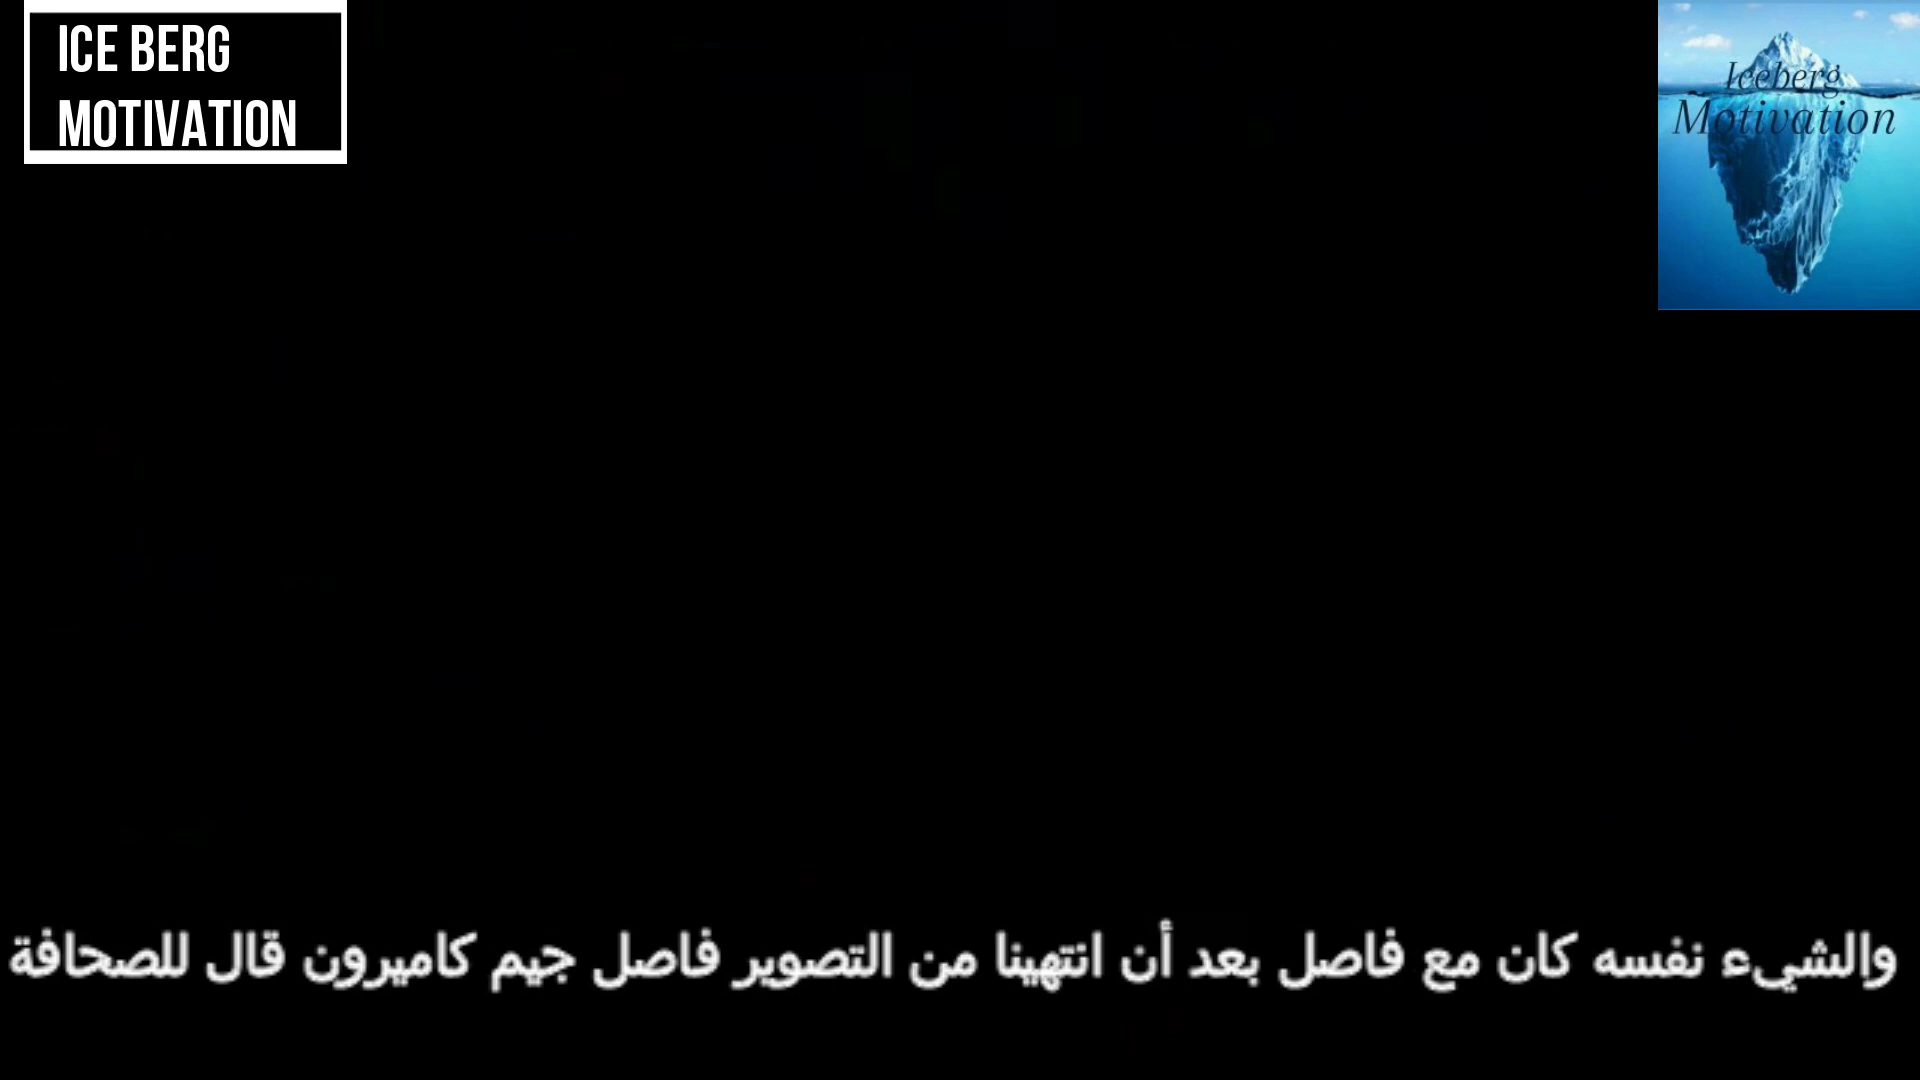 ICE BERG
MOTIVATION
Iceberg
Motivation
والشيء نفسه كان مع فاصل بعد أن انتهينا من التصوير فاصل جيم كاميرون قال للصحافة